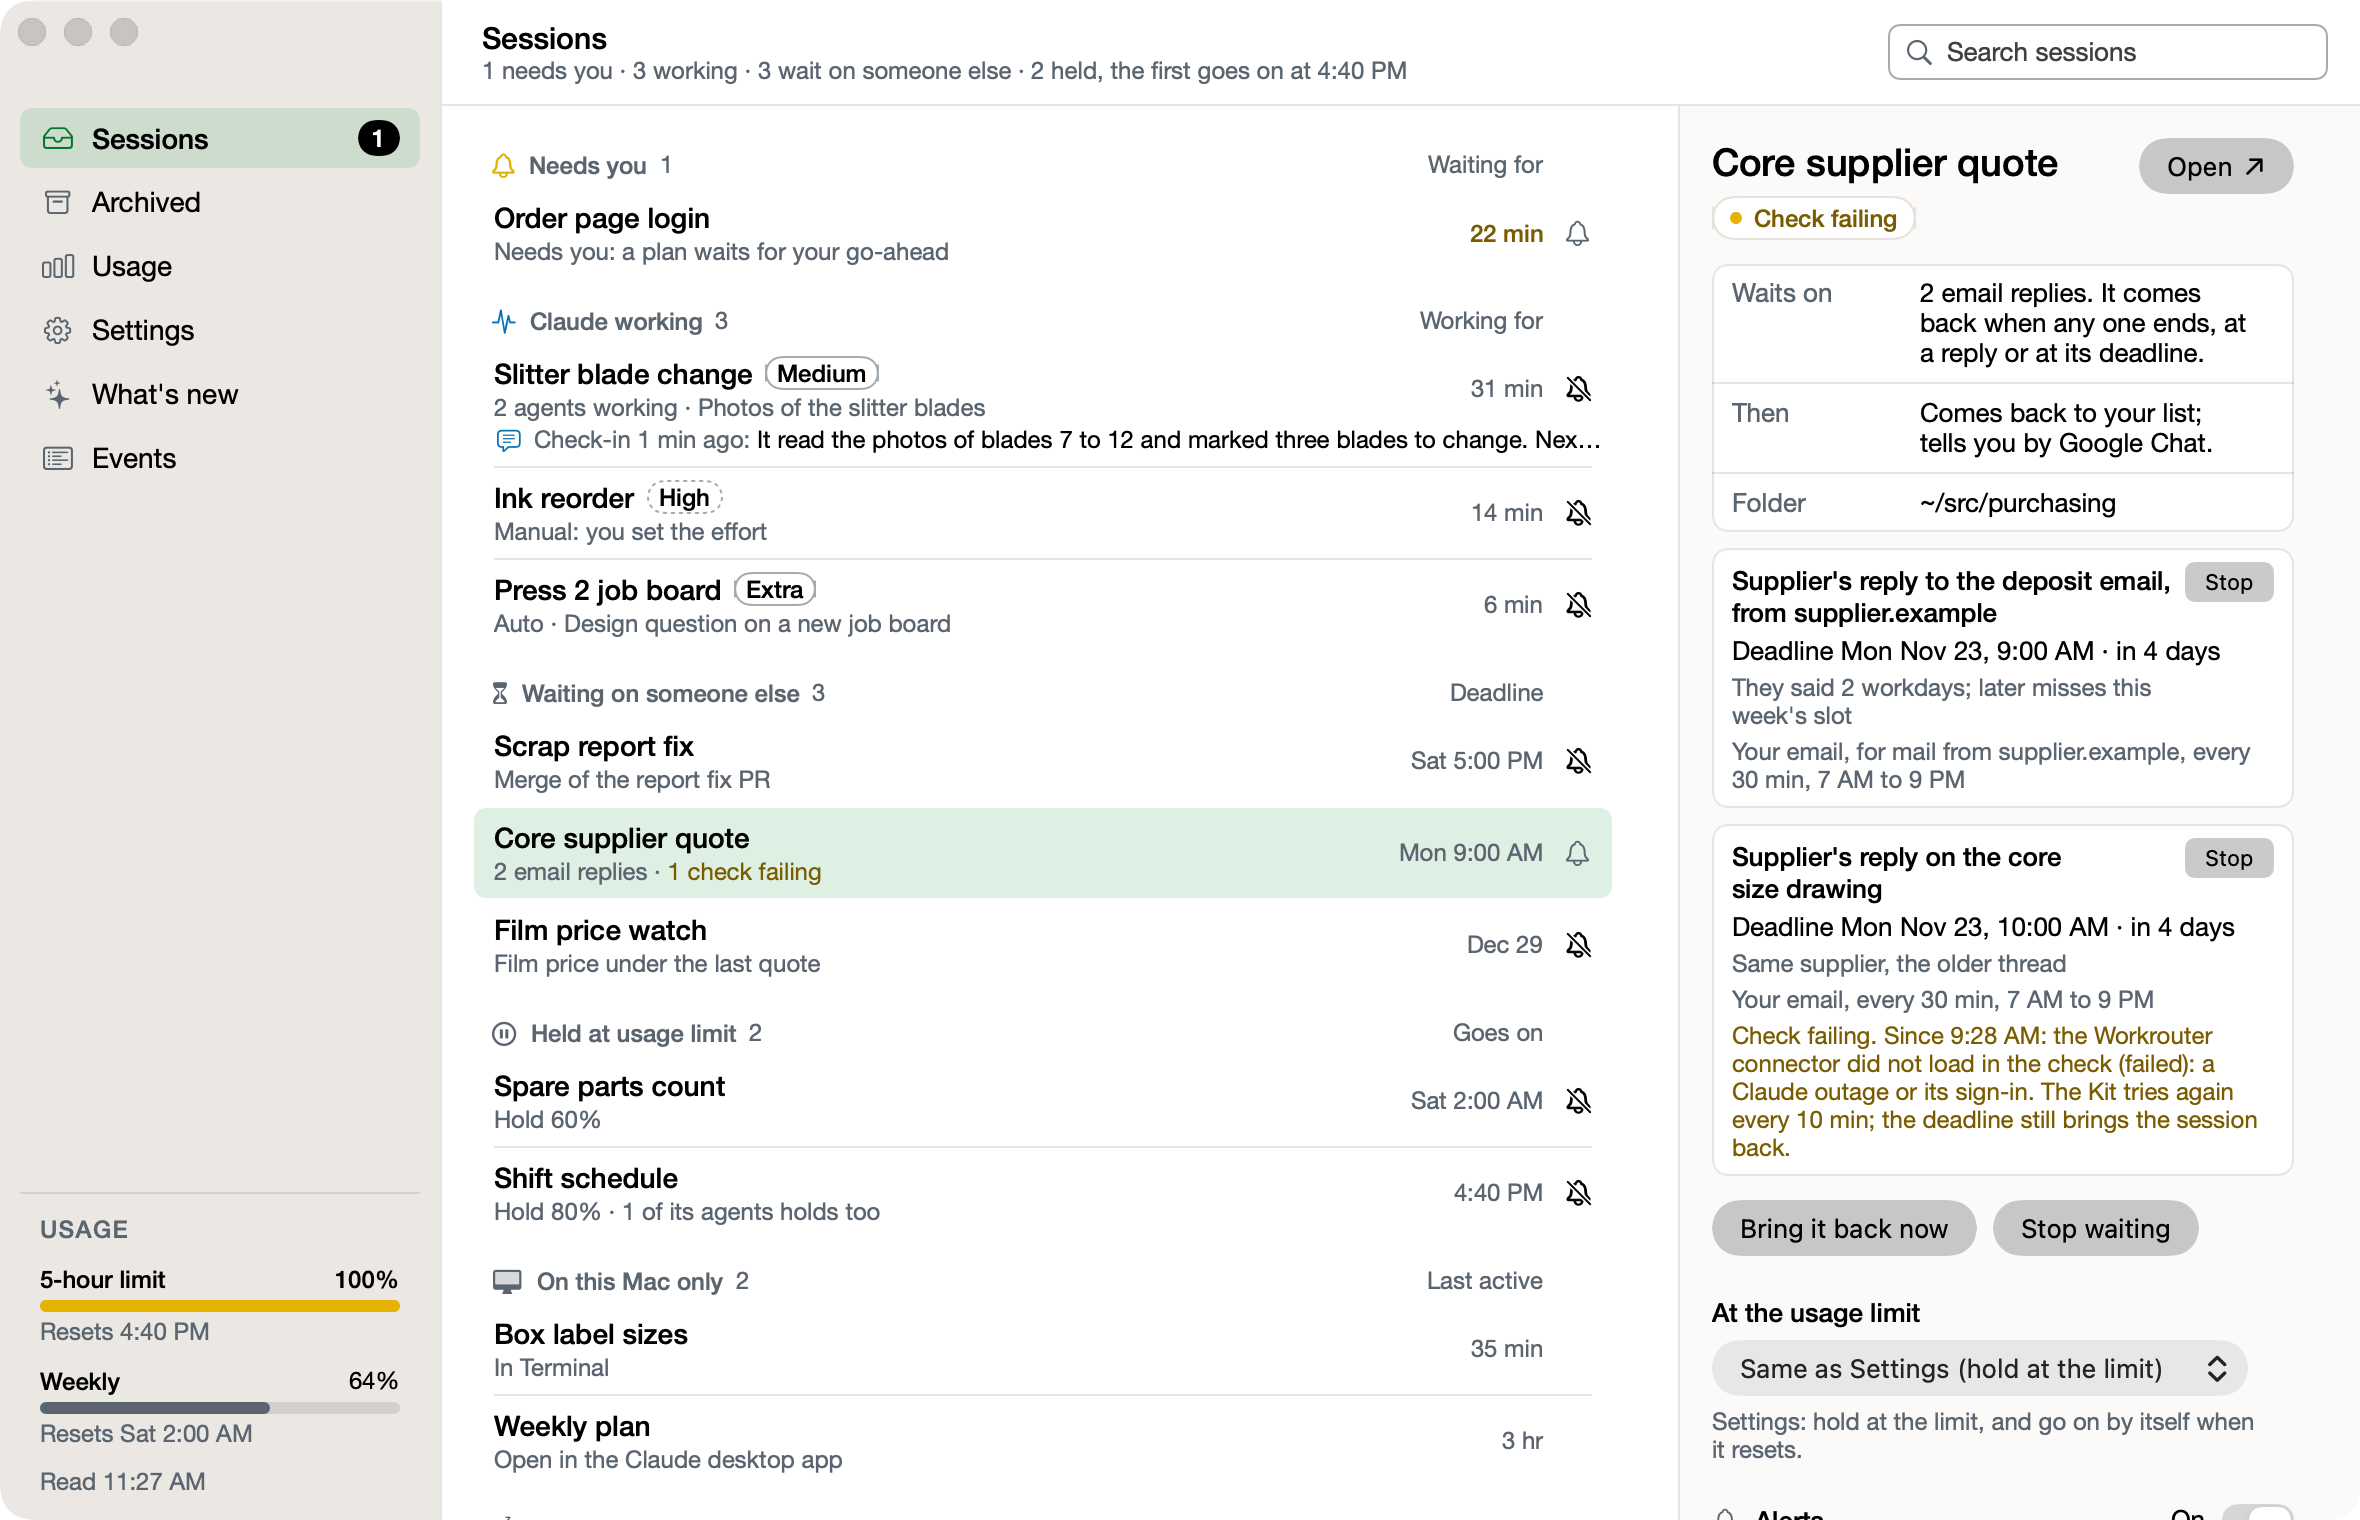 Sessions
1 needs you · 3 working · 3 wait on someone else · 2 held, the first goes on at 4:40 PM
Search sessions
Sessions 1
Archived
Usage
Settings
What's new
Events
USAGE
5-hour limit 100%
Resets 4:40 PM
Weekly 64%
Resets Sat 2:00 AM
Read 11:27 AM
Needs you 1 Waiting for
Order page login
Needs you: a plan waits for your go-ahead
22 min
Claude working 3 Working for
Slitter blade change Medium
2 agents working · Photos of the slitter blades
31 min
Check-in 1 min ago: It read the photos of blades 7 to 12 and marked three blades to change. Nex…
Ink reorder High
Manual: you set the effort
14 min
Press 2 job board Extra
Auto · Design question on a new job board
6 min
Waiting on someone else 3 Deadline
Scrap report fix
Merge of the report fix PR
Sat 5:00 PM
Core supplier quote
2 email replies · 1 check failing
Mon 9:00 AM
Film price watch
Film price under the last quote
Dec 29
Held at usage limit 2 Goes on
Spare parts count
Hold 60%
Sat 2:00 AM
Shift schedule
Hold 80% · 1 of its agents holds too
4:40 PM
On this Mac only 2 Last active
Box label sizes
In Terminal
35 min
Weekly plan
Open in the Claude desktop app
3 hr
Core supplier quote
Open
Check failing
Waits on
2 email replies. It comes
back when any one ends, at
a reply or at its deadline.
Then
Comes back to your list;
tells you by Google Chat.
Folder
~/src/purchasing
Supplier's reply to the deposit email,
from supplier.example
Stop
Deadline Mon Nov 23, 9:00 AM · in 4 days
They said 2 workdays; later misses this
week's slot
Your email, for mail from supplier.example, every
30 min, 7 AM to 9 PM
Supplier's reply on the core
size drawing
Stop
Deadline Mon Nov 23, 10:00 AM · in 4 days
Same supplier, the older thread
Your email, every 30 min, 7 AM to 9 PM
Check failing. Since 9:28 AM: the Workrouter
connector did not load in the check (failed): a
Claude outage or its sign-in. The Kit tries again
every 10 min; the deadline still brings the session
back.
Bring it back now
Stop waiting
At the usage limit
Same as Settings (hold at the limit)
Settings: hold at the limit, and go on by itself when
it resets.
Alerts On